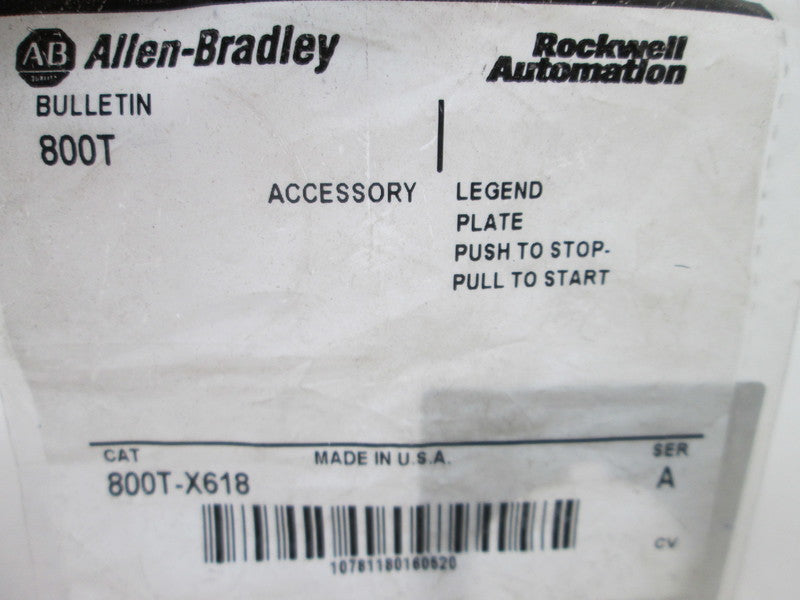 AB
QUALITY
Allen-Bradley
Rockwell
Automation
BULLETIN
800T
ACCESSORY
LEGEND
PLATE
PUSH TO STOP-
PULL TO START
CAT
MADE IN U.S.A.
SER
800T-X618
A
10781180160520
CV